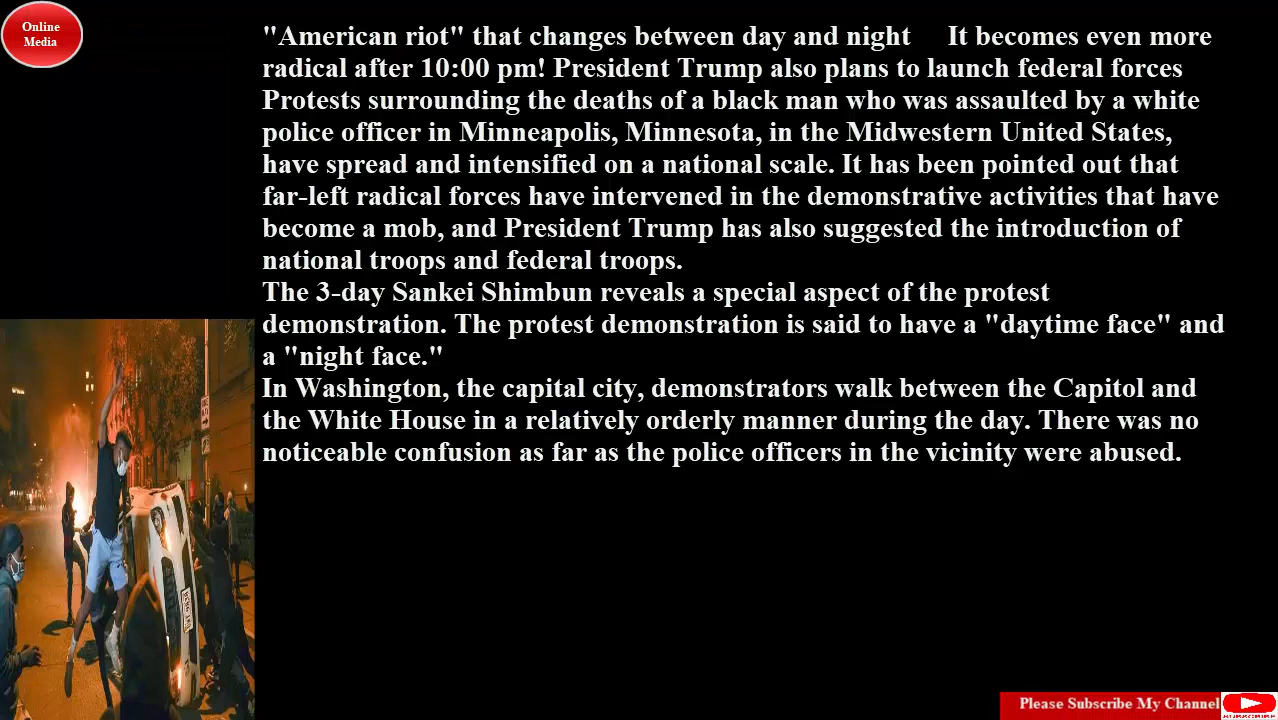 Online
Media
"American riot" that changes between day and night  It becomes even more
radical after 10:00 pm! President Trump also plans to launch federal forces
Protests surrounding the deaths of a black man who was assaulted by a white
police officer in Minneapolis, Minnesota, in the Midwestern United States,
have spread and intensified on a national scale. It has been pointed out that
far-left radical forces have intervened in the demonstrative activities that have
become a mob, and President Trump has also suggested the introduction of
national troops and federal troops.
The 3-day Sankei Shimbun reveals a special aspect of the protest
demonstration. The protest demonstration is said to have a "daytime face" and
a "night face."
In Washington, the capital city, demonstrators walk between the Capitol and
the White House in a relatively orderly manner during the day. There was no
noticeable confusion as far as the police officers in the vicinity were abused.
Please Subscribe My Channel
SUBSCRIBE